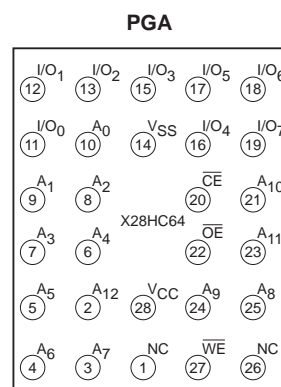 PGA
I/O1 I/O2 I/O3 I/O5 I/O6
12 13 15 17 18
I/O0 A0 VSS I/O4 I/O7
11 10 14 16 19
A1 A2 CE A10
9 8 20 21
X28HC64
A3 A4 OE A11
7 6 22 23
A5 A12 VCC A9 A8
5 2 28 24 25
A6 A7 NC WE NC
4 3 1 27 26